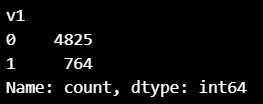 v1
0    4825
1     764
Name: count, dtype: int64